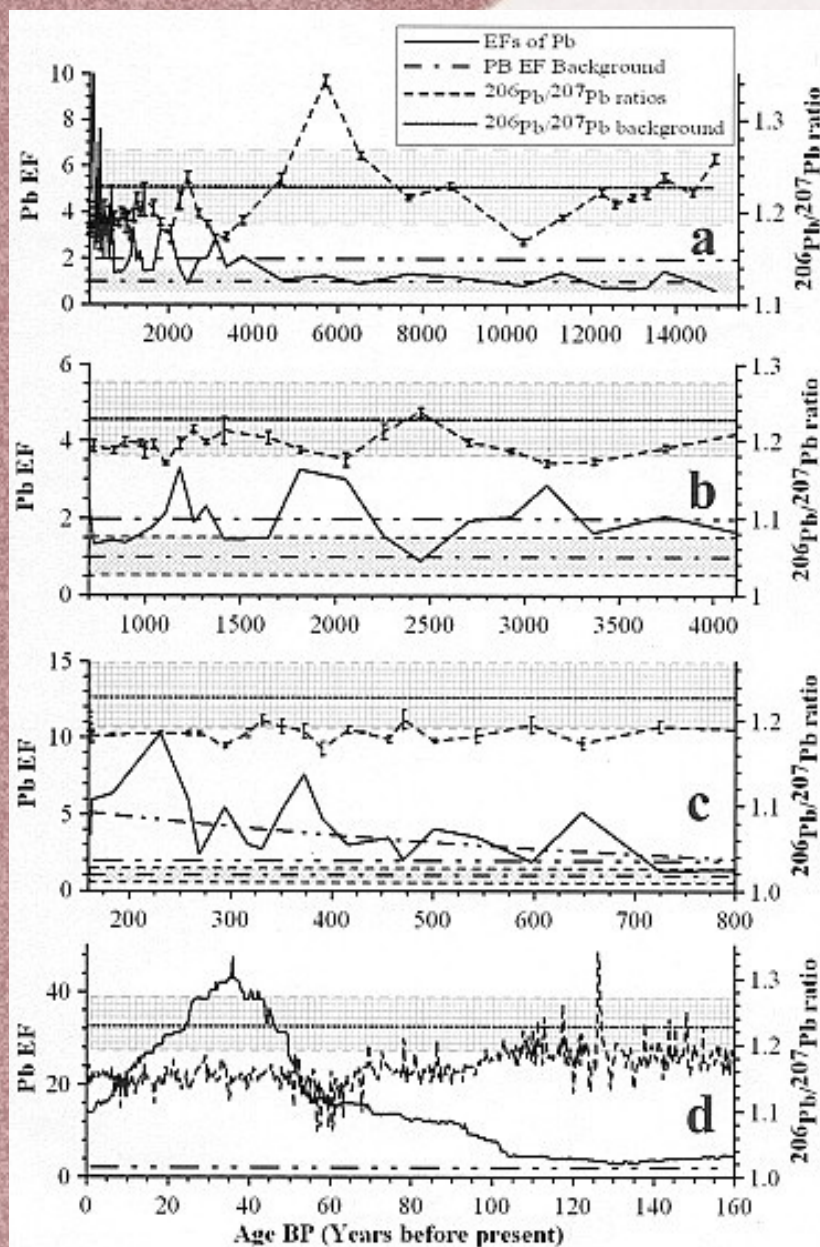 EFs of Pb
PB EF Background
206Pb/207Pb ratios
206Pb/207Pb background
10
8
6
4
2
0
Pb EF
1.3
1.2
1.1
206Pb/207Pb ratio
a
2000 4000 6000 8000 10000 12000 14000
6
4
2
0
Pb EF
1.3
1.2
1.1
1
206Pb/207Pb ratio
b
1000 1500 2000 2500 3000 3500 4000
15
10
5
0
Pb EF
1.2
1.1
1.0
206Pb/207Pb ratio
c
200 300 400 500 600 700 800
40
20
0
Pb EF
1.3
1.2
1.1
1.0
206Pb/207Pb ratio
d
0 20 40 60 80 100 120 140 160
Age BP (Years before present)